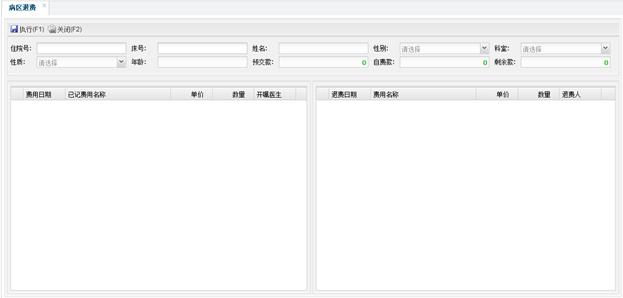 病区退费
执行(F1) 关闭(F2)
住院号: 床号: 姓名: 性别: 请选择 科室: 请选择
性质: 请选择 年龄: 预交款: 0 自费款: 0 剩余款: 0
费用日期 已记费用名称 单价 数量 开嘱医生 退费日期 费用名称 单价 数量 退费人